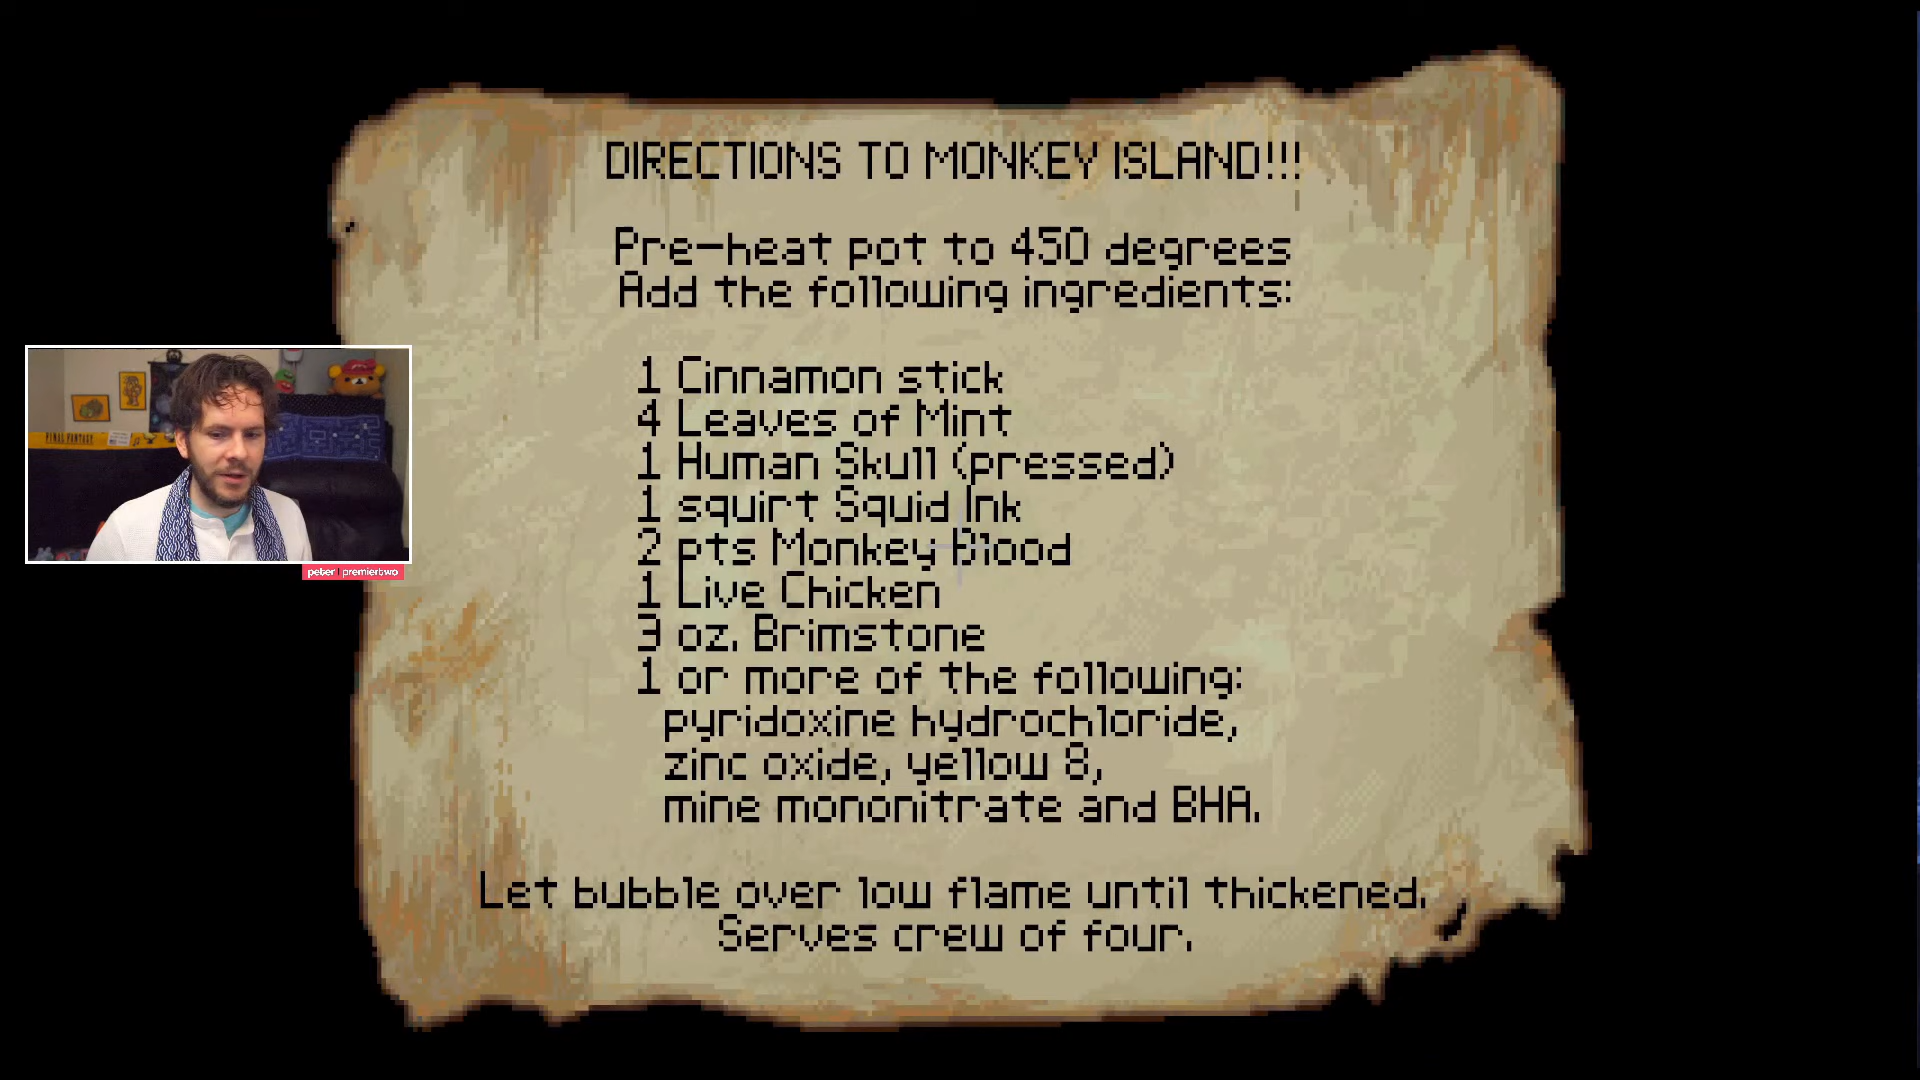 DIRECTIONS TO MONKEY ISLAND!!!
Pre-heat pot to 450 degrees
Add the following ingredients:
1 Cinnamon stick
4 Leaves of Mint
1 Human Skull (pressed)
1 squirt Squid Ink
2 pts Monkey Blood
1 Live Chicken
3 oz. Brimstone
1 or more of the following:
pyridoxine hydrochloride,
zinc oxide, yellow 8,
mine mononitrate and BHA.
Let bubble over low flame until thickened.
Serves crew of four.
FINAL FANTASY
peter | premiertwo